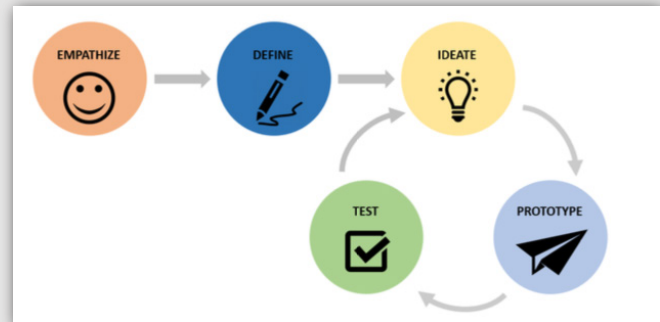 EMPATHIZE
DEFINE
IDEATE
TEST
PROTOTYPE